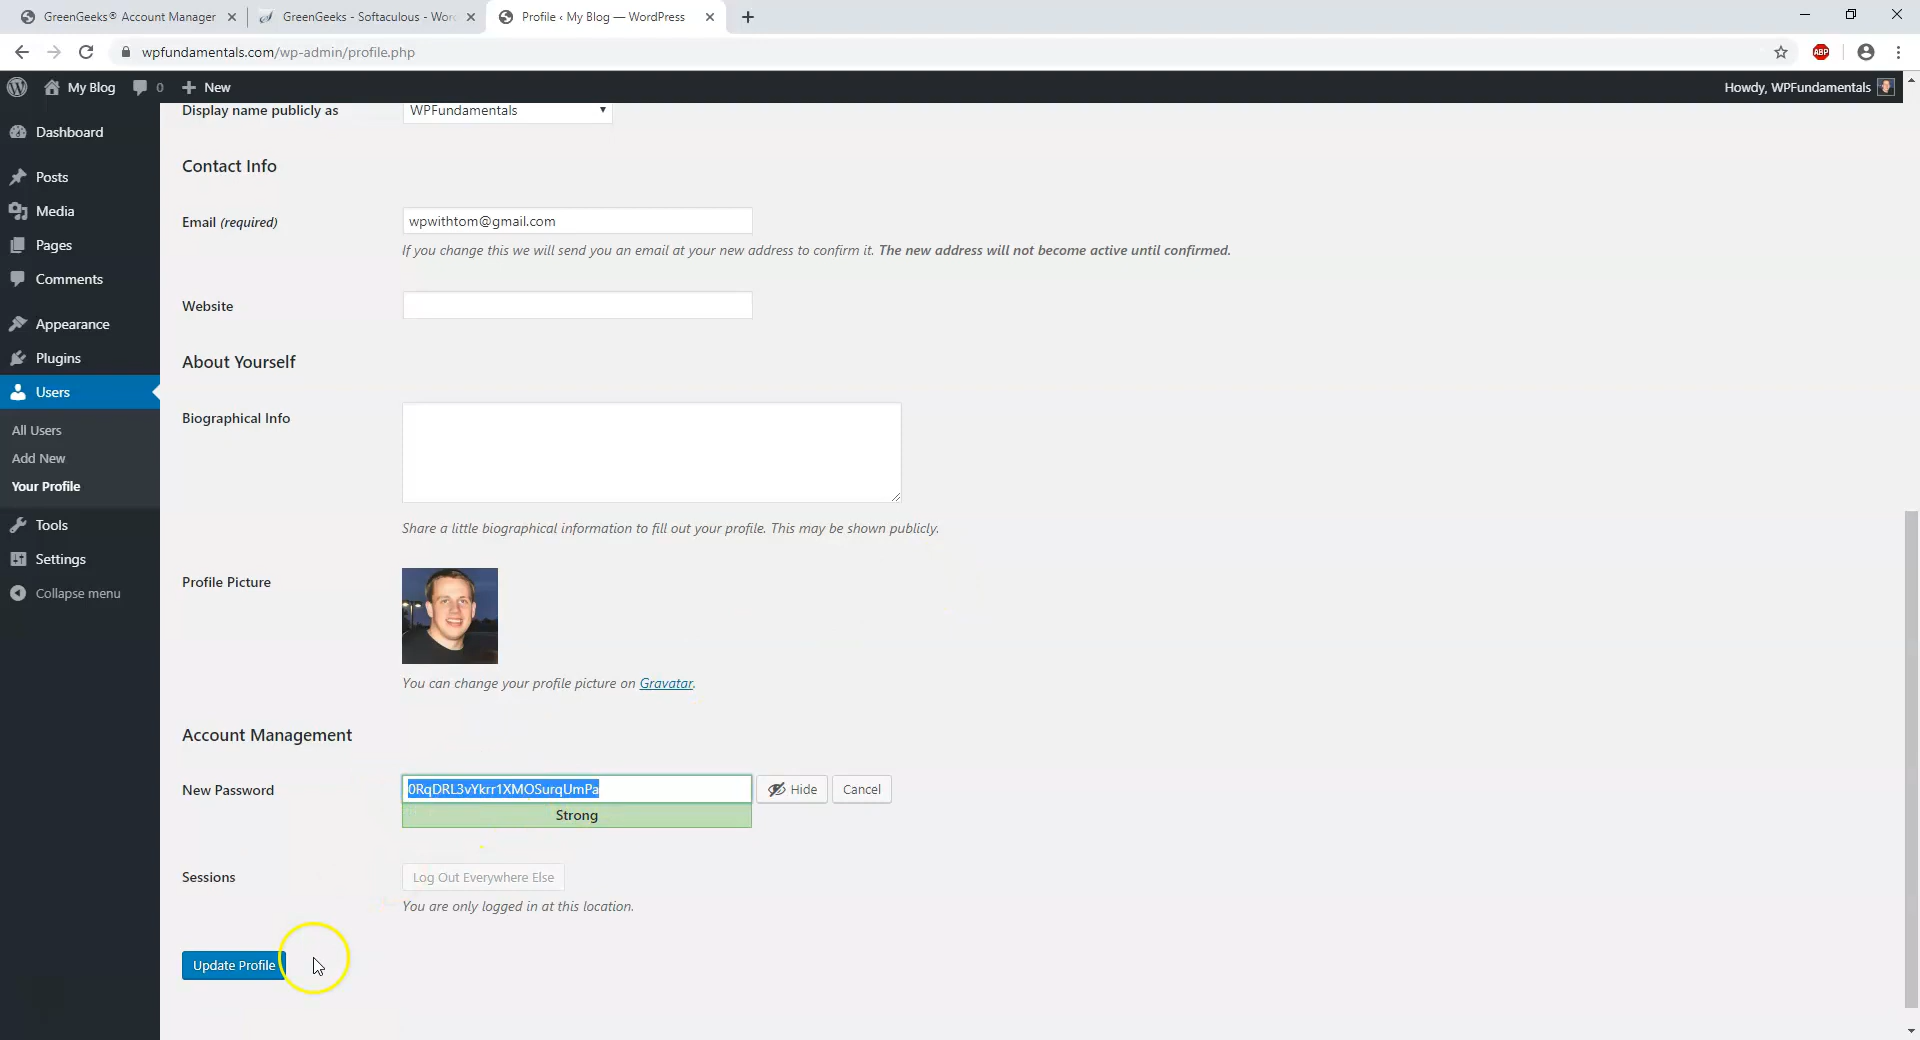 GreenGeeks® Account Manager
GreenGeeks - Softaculous - Wor
Profile ‹ My Blog — WordPress
wpfundamentals.com/wp-admin/profile.php
ABP
My Blog
0
New
Howdy, WPFundamentals
Dashboard
Posts
Media
Pages
Comments
Appearance
Plugins
Users
All Users
Add New
Your Profile
Tools
Settings
Collapse menu
Display name publicly as
WPFundamentals
Contact Info
Email (required)
wpwithtom@gmail.com
If you change this we will send you an email at your new address to confirm it. The new address will not become active until confirmed.
Website
About Yourself
Biographical Info
Share a little biographical information to fill out your profile. This may be shown publicly.
Profile Picture
You can change your profile picture on Gravatar.
Account Management
New Password
0RqDRL3vYkrr1XMOSurqUmPa
Hide
Cancel
Strong
Sessions
Log Out Everywhere Else
You are only logged in at this location.
Update Profile